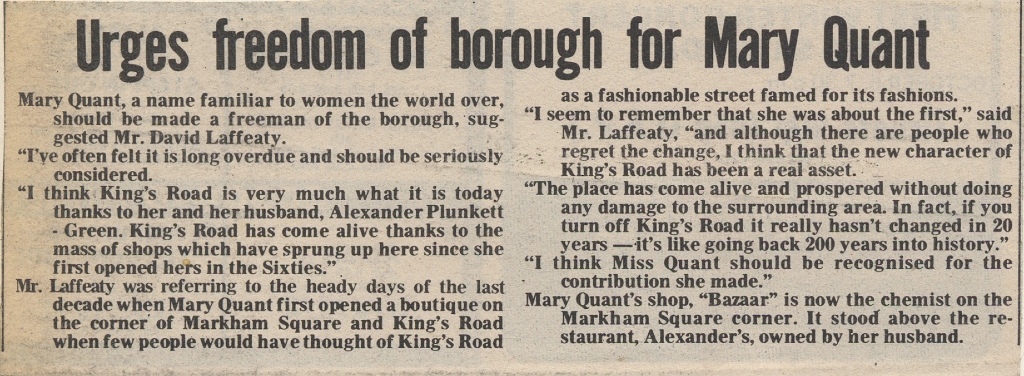 Urges freedom of borough for Mary Quant
Mary Quant, a name familiar to women the world over,
should be made a freeman of the borough, sug-
gested Mr. David Laffeaty.
“I've often felt it is long overdue and should be seriously
considered.
“I think King's Road is very much what it is today
thanks to her and her husband, Alexander Plunkett
- Green. King's Road has come alive thanks to the
mass of shops which have sprung up here since she
first opened hers in the Sixties.”
Mr. Laffeaty was referring to the heady days of the last
decade when Mary Quant first opened a boutique on
the corner of Markham Square and King's Road
when few people would have thought of King's Road
as a fashionable street famed for its fashions.
“I seem to remember that she was about the first,” said
Mr. Laffeaty, “and although there are people who
regret the change, I think that the new character of
King's Road has been a real asset.
“The place has come alive and prospered without doing
any damage to the surrounding area. In fact, if you
turn off King's Road it really hasn't changed in 20
years — it's like going back 200 years into history.”
“I think Miss Quant should be recognised for the
contribution she made.”
Mary Quant's shop, “Bazaar” is now the chemist on the
Markham Square corner. It stood above the re-
staurant, Alexander's, owned by her husband.